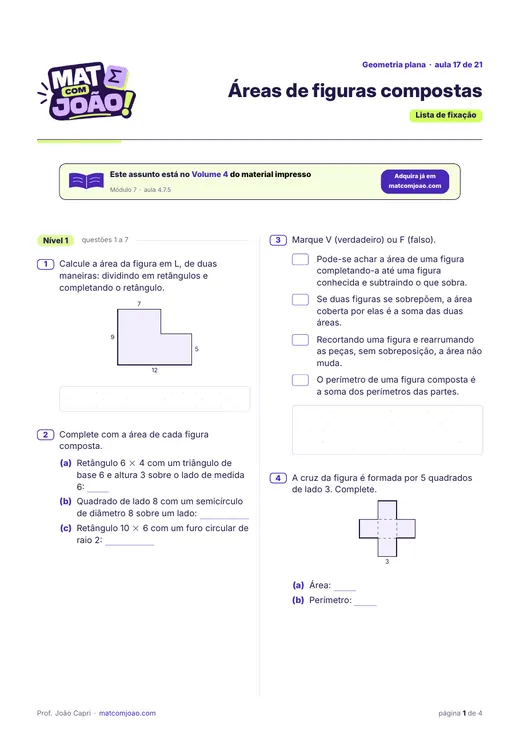 MAT
COM
JOÃO!
Σ
Geometria plana · aula 17 de 21
Áreas de figuras compostas
Lista de fixação
Este assunto está no Volume 4 do material impresso
Módulo 7 · aula 4.7.5
Adquira já em
matcomjoao.com
Nível 1 questões 1 a 7
1 Calcule a área da figura em L, de duas
maneiras: dividindo em retângulos e
completando o retângulo.
7
9
5
12
2 Complete com a área de cada figura
composta.
(a) Retângulo 6 × 4 com um triângulo de
base 6 e altura 3 sobre o lado de medida
6: ____
(b) Quadrado de lado 8 com um semicírculo
de diâmetro 8 sobre um lado: ____
(c) Retângulo 10 × 6 com um furo circular de
raio 2: ____
3 Marque V (verdadeiro) ou F (falso).
Pode-se achar a área de uma figura
completando-a até uma figura
conhecida e subtraindo o que sobra.
Se duas figuras se sobrepõem, a área
coberta por elas é a soma das duas
áreas.
Recortando uma figura e rearrumando
as peças, sem sobreposição, a área não
muda.
O perímetro de uma figura composta é
a soma dos perímetros das partes.
4 A cruz da figura é formada por 5 quadrados
de lado 3. Complete.
3
(a) Área: ____
(b) Perímetro: ____
Prof. João Capri · matcomjoao.com
página 1 de 4